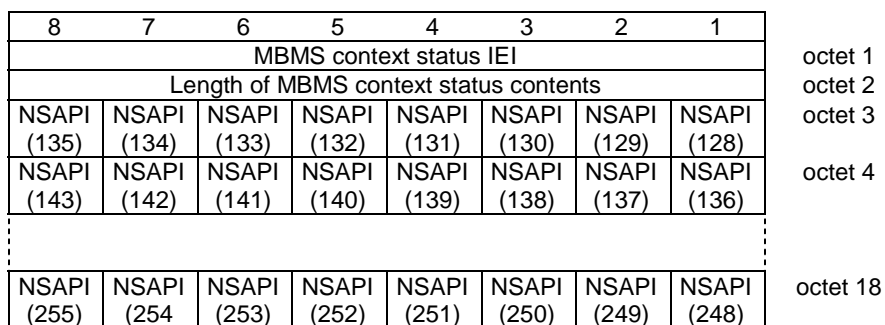 8 7 6 5 4 3 2 1
MBMS context status IEI octet 1
Length of MBMS context status contents octet 2
NSAPI NSAPI NSAPI NSAPI NSAPI NSAPI NSAPI NSAPI octet 3
(135) (134) (133) (132) (131) (130) (129) (128)
NSAPI NSAPI NSAPI NSAPI NSAPI NSAPI NSAPI NSAPI octet 4
(143) (142) (141) (140) (139) (138) (137) (136)
NSAPI NSAPI NSAPI NSAPI NSAPI NSAPI NSAPI NSAPI octet 18
(255) (254 (253) (252) (251) (250) (249) (248)